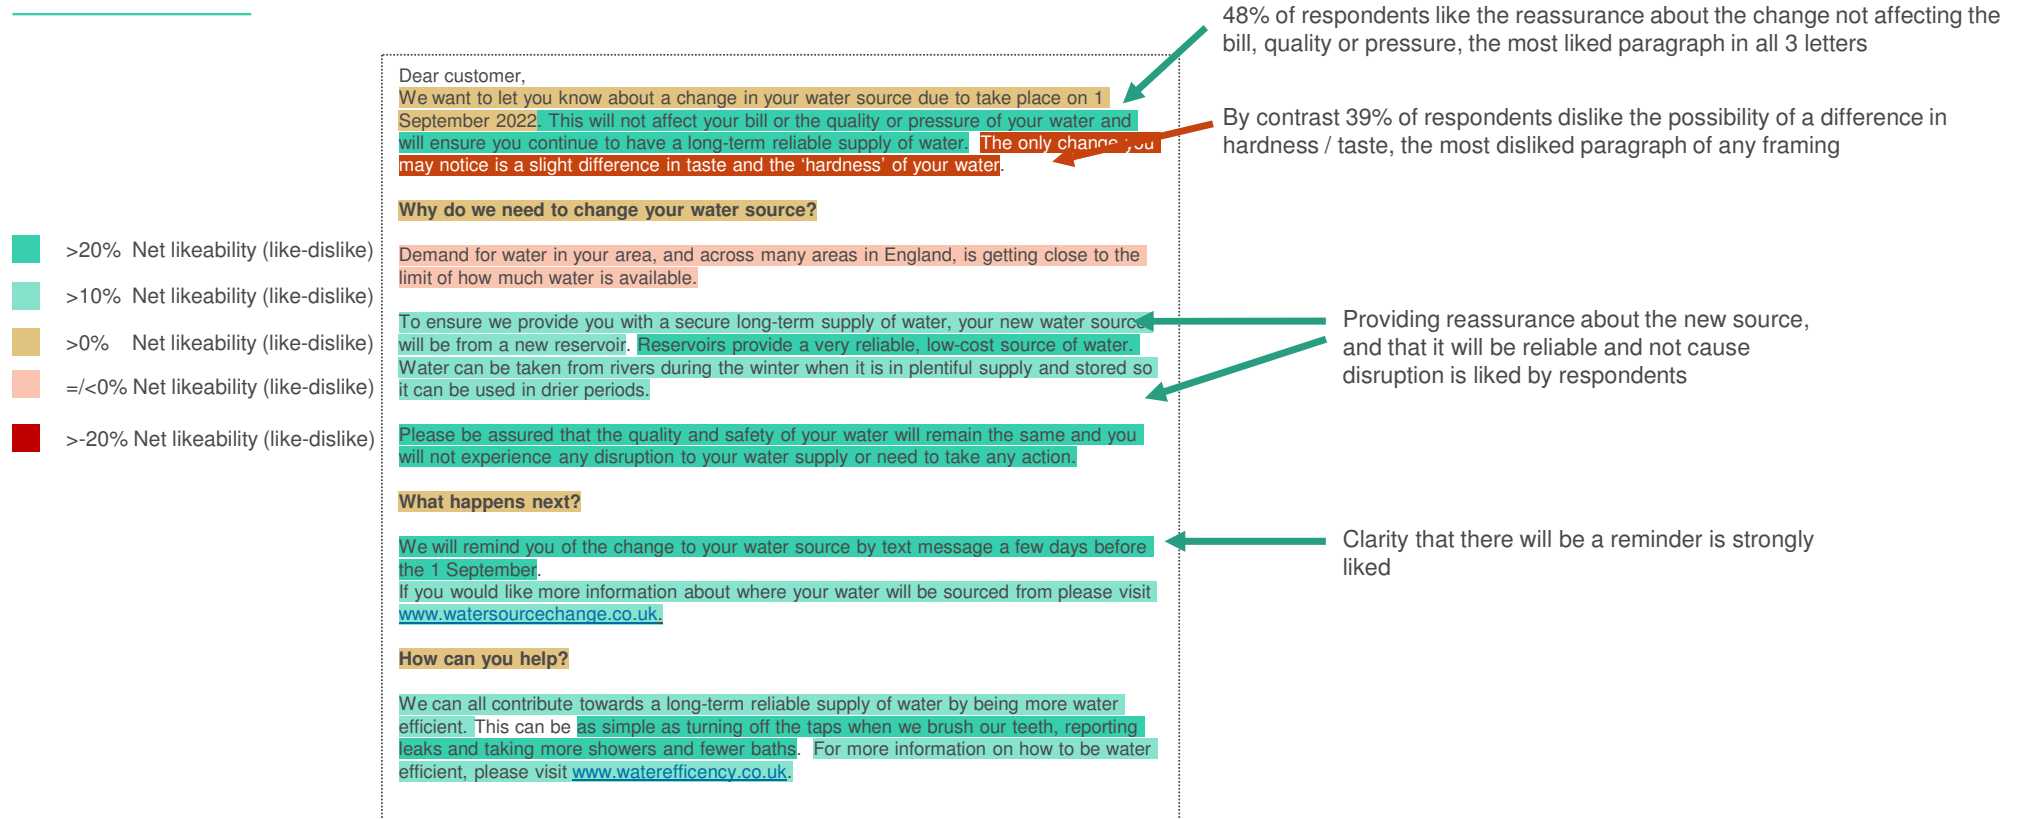 48% of respondents like the reassurance about the change not affecting the
bill, quality or pressure, the most liked paragraph in all 3 letters
By contrast 39% of respondents dislike the possibility of a difference in
hardness / taste, the most disliked paragraph of any framing
Dear customer,
We want to let you know about a change in your water source due to take place on 1
September 2022. This will not affect your bill or the quality or pressure of your water and
will ensure you continue to have a long-term reliable supply of water. The only change you
may notice is a slight difference in taste and the ‘hardness’ of your water.
Why do we need to change your water source?
Demand for water in your area, and across many areas in England, is getting close to the
limit of how much water is available.
To ensure we provide you with a secure long-term supply of water, your new water source
will be from a new reservoir. Reservoirs provide a very reliable, low-cost source of water.
Water can be taken from rivers during the winter when it is in plentiful supply and stored so
it can be used in drier periods.
Please be assured that the quality and safety of your water will remain the same and you
will not experience any disruption to your water supply or need to take any action.
What happens next?
We will remind you of the change to your water source by text message a few days before
the 1 September.
If you would like more information about where your water will be sourced from please visit
www.watersourcechange.co.uk.
How can you help?
We can all contribute towards a long-term reliable supply of water by being more water
efficient. This can be as simple as turning off the taps when we brush our teeth, reporting
leaks and taking more showers and fewer baths. For more information on how to be water
efficient, please visit www.waterefficency.co.uk.
>20% Net likeability (like-dislike)
>10% Net likeability (like-dislike)
>0% Net likeability (like-dislike)
=/<0% Net likeability (like-dislike)
>-20% Net likeability (like-dislike)
Providing reassurance about the new source,
and that it will be reliable and not cause
disruption is liked by respondents
Clarity that there will be a reminder is strongly
liked